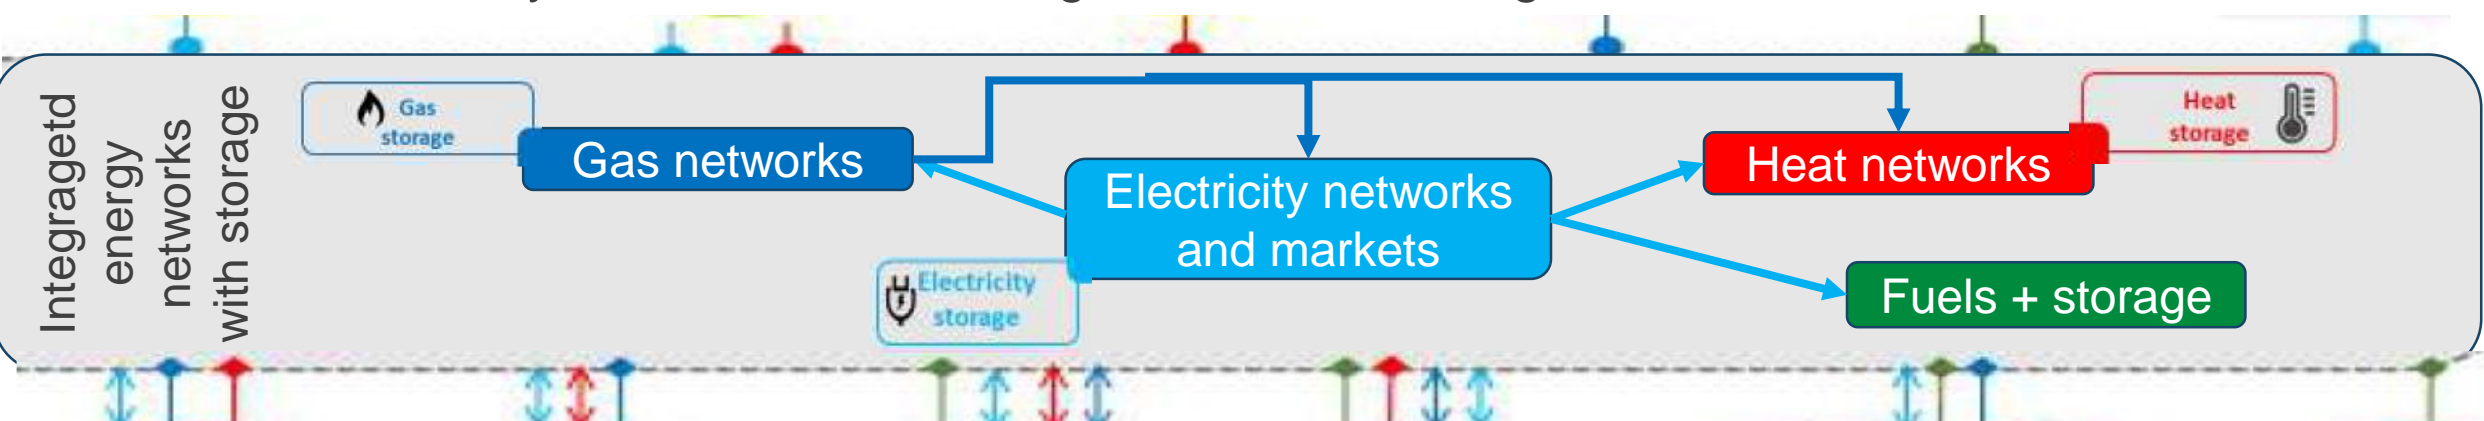 Integragetd
energy
networks
with storage
Gas
storage
Gas networks
Electricity networks
and markets
Electricity
storage
Heat networks
Heat
storage
Fuels + storage